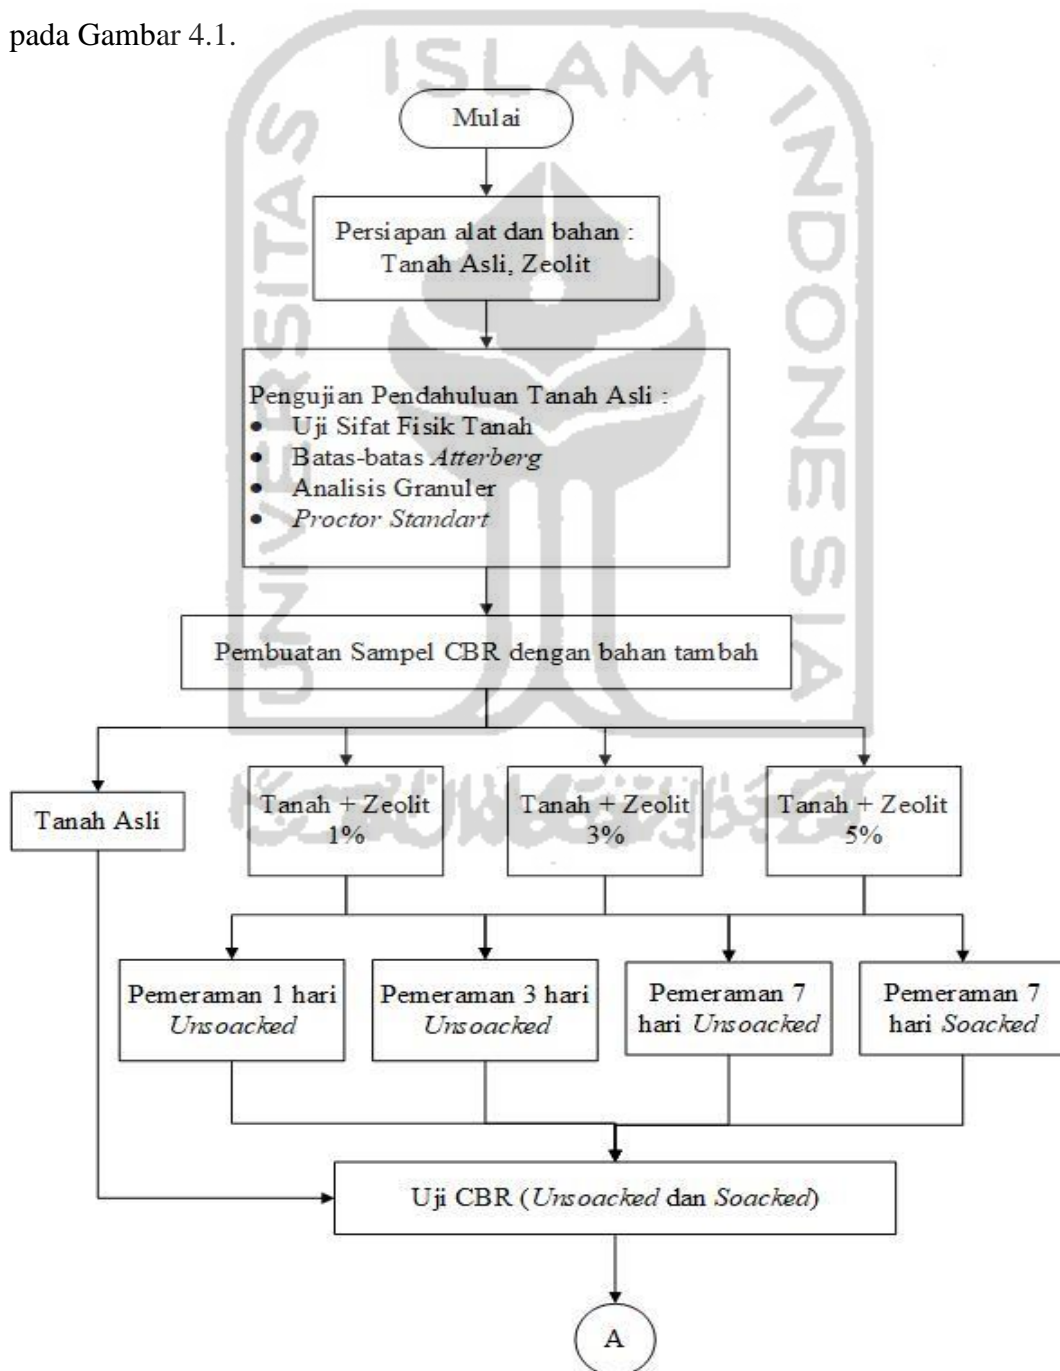 pada Gambar 4.1.
ISLAM
UNIVERSITAS
INDONESIA
Mulai
Persiapan alat dan bahan :
Tanah Asli, Zeolit
Pengujian Pendahuluan Tanah Asli :
• Uji Sifat Fisik Tanah
• Batas-batas Atterberg
• Analisis Granuler
• Proctor Standart
Pembuatan Sampel CBR dengan bahan tambah
Tanah Asli
Tanah + Zeolit
1%
Tanah + Zeolit
3%
Tanah + Zeolit
5%
Pemeraman 1 hari
Unsoacked
Pemeraman 3 hari
Unsoacked
Pemeraman 7
hari Unsoacked
Pemeraman 7
hari Soacked
Uji CBR (Unsoacked dan Soacked)
A